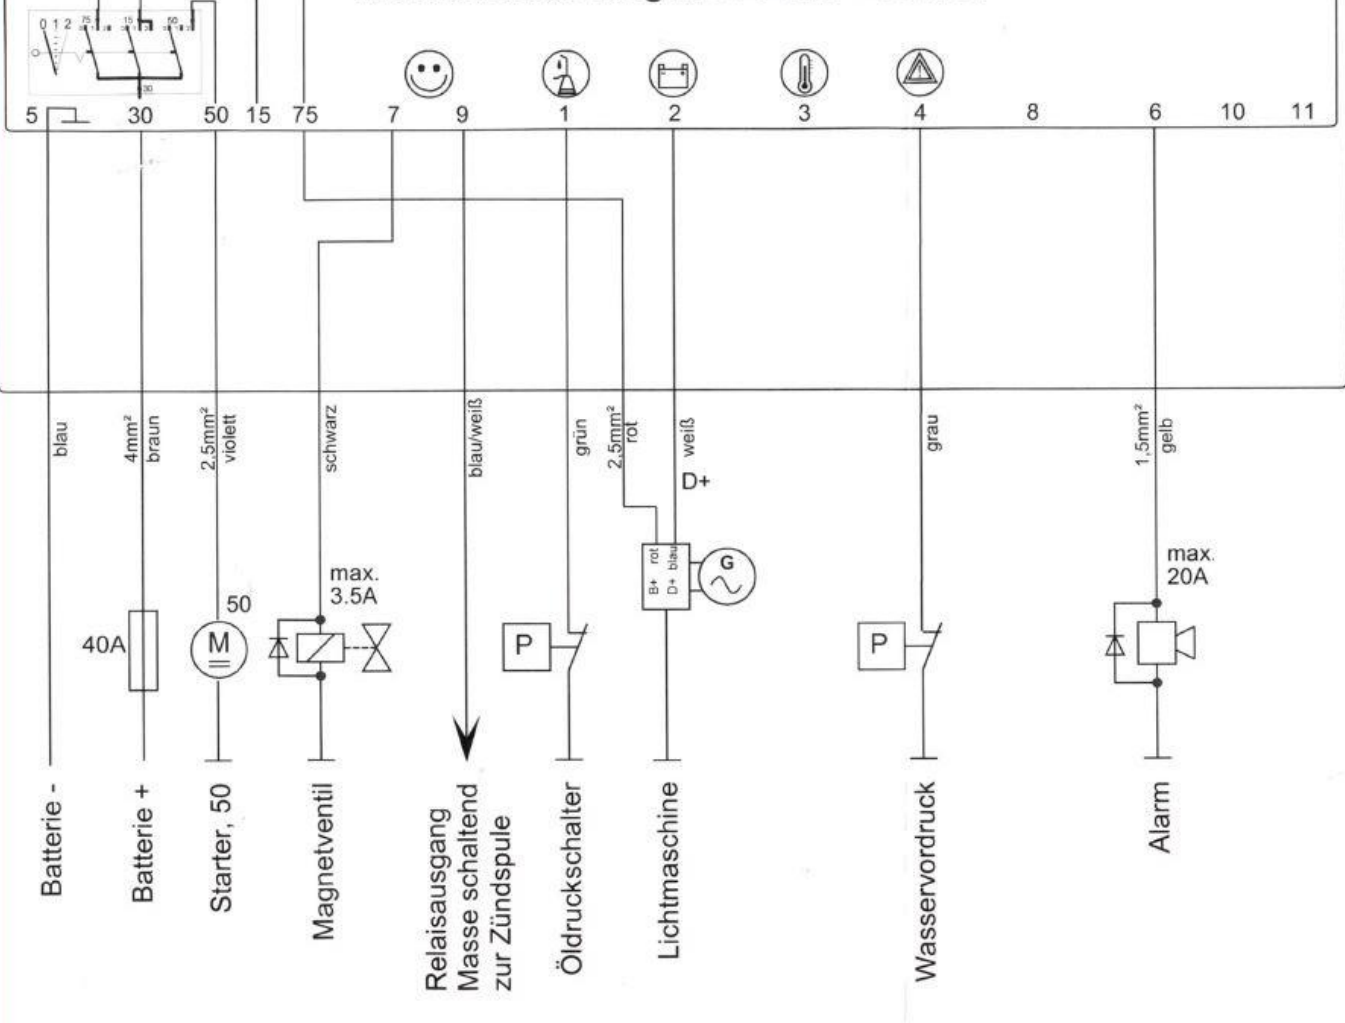 0 1 2
75
15
50
30
5
30
50
15
75
7
9
1
2
3
4
8
6
10
11
blau
4mm²
braun
2,5mm²
violett
schwarz
blau/weiß
grün
2,5mm²
rot
weiß
grau
1,5mm²
gelb
D+
B+ rot
D+ blau
G
max.
3.5A
max.
20A
40A
50
M
P
P
Batterie -
Batterie +
Starter, 50
Magnetventil
Relaisausgang
Masse schaltend
zur Zündspule
Öldruckschalter
Lichtmaschine
Wasservordruck
Alarm